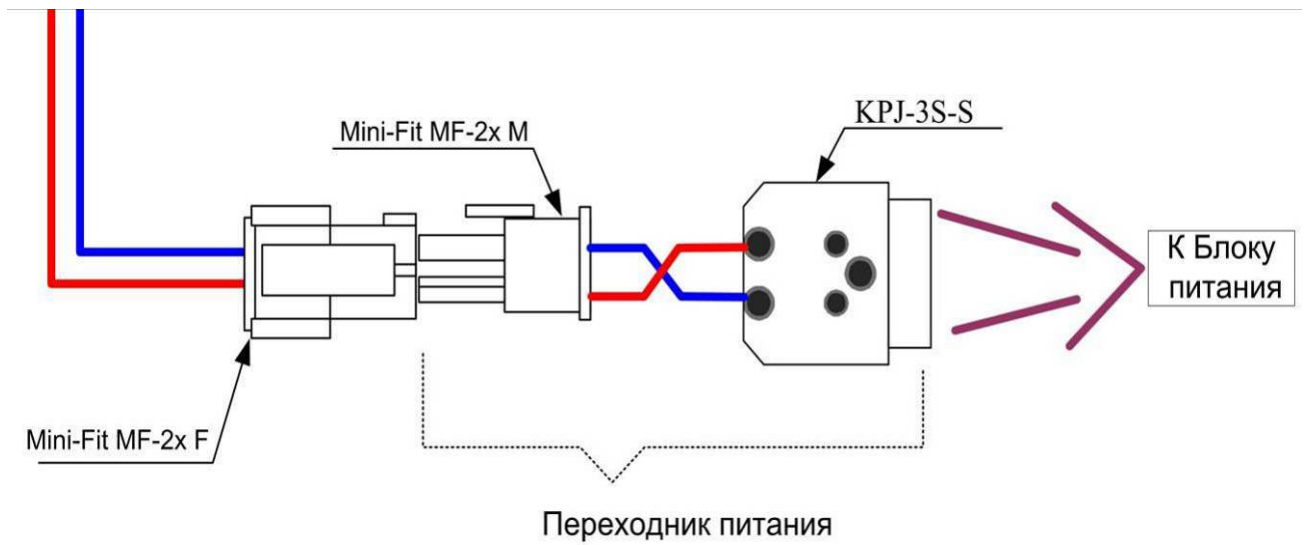 KPJ-3S-S
Mini-Fit MF-2x M
К Блоку
питания
Mini-Fit MF-2x F
Переходник питания